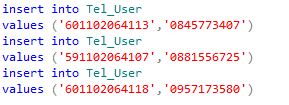 insert into Tel_User
values ('601102064113','0845773407')
insert into Tel_User
values ('591102064107','0881556725')
insert into Tel_User
values ('601102064118','0957173580')